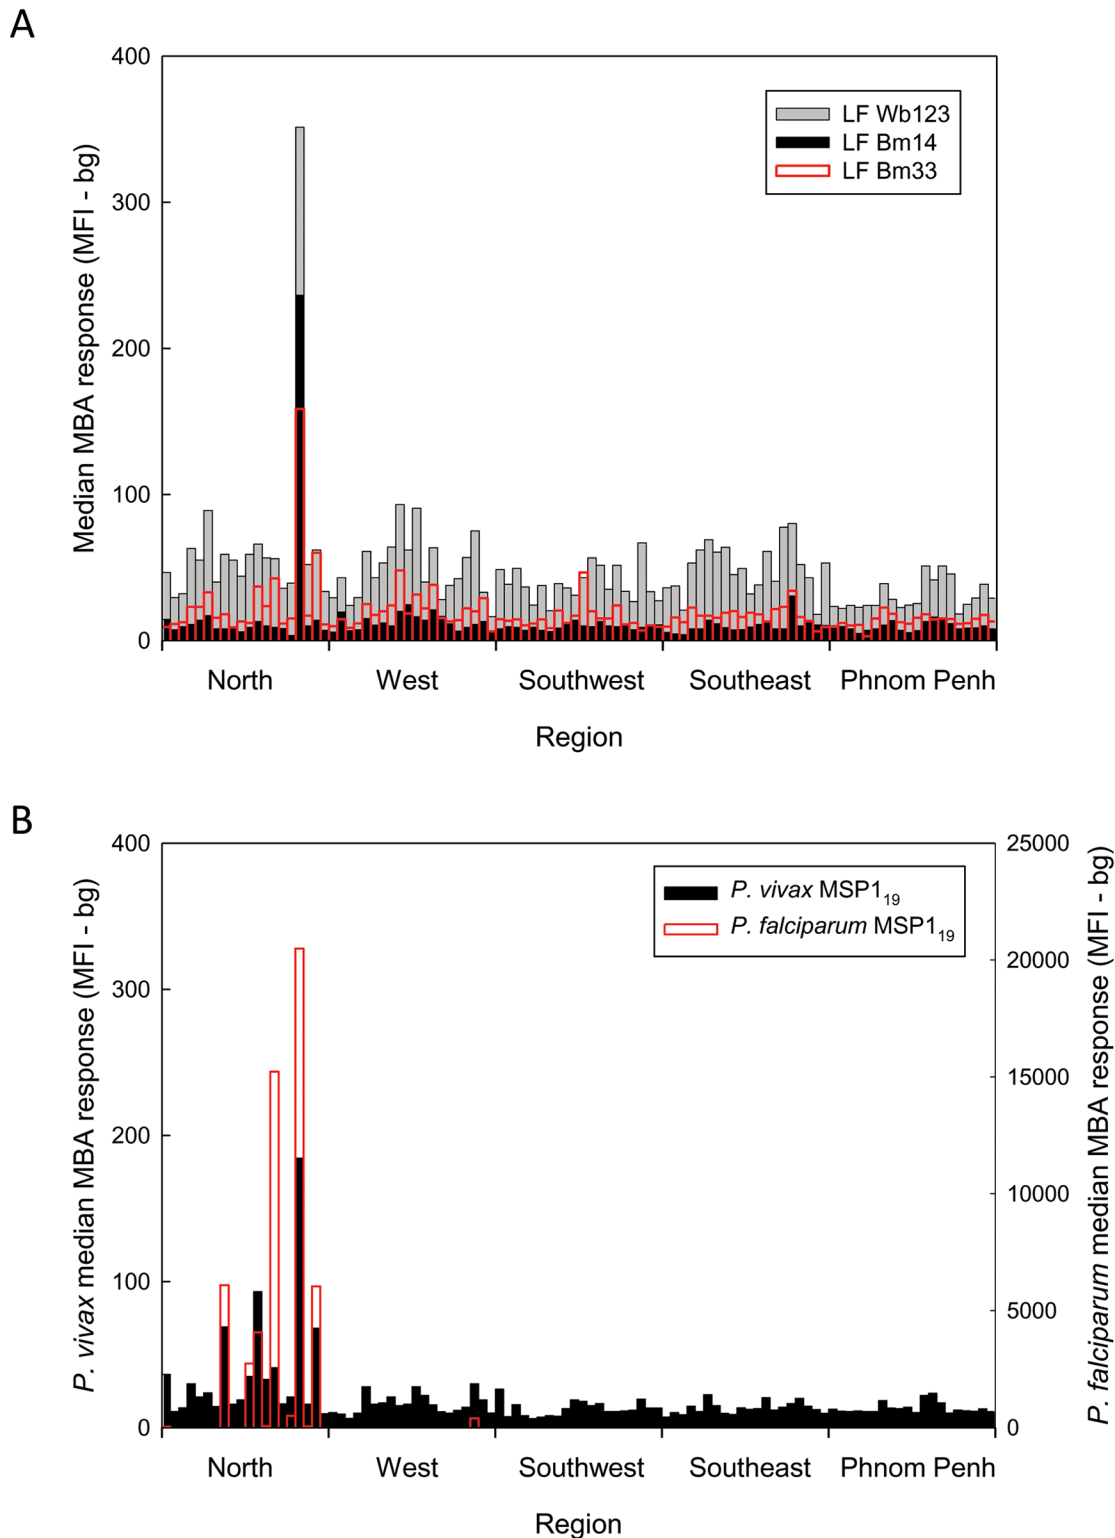 A
400
300
200
100
0
Median MBA response (MFI - bg)
LF Wb123
LF Bm14
LF Bm33
North West Southwest Southeast Phnom Penh
Region
B
400
300
200
100
0
P. vivax median MBA response (MFI - bg)
P. vivax MSP1₁₉
P. falciparum MSP1₁₉
25000
20000
15000
10000
5000
0
P. falciparum median MBA response (MFI - bg)
North West Southwest Southeast Phnom Penh
Region